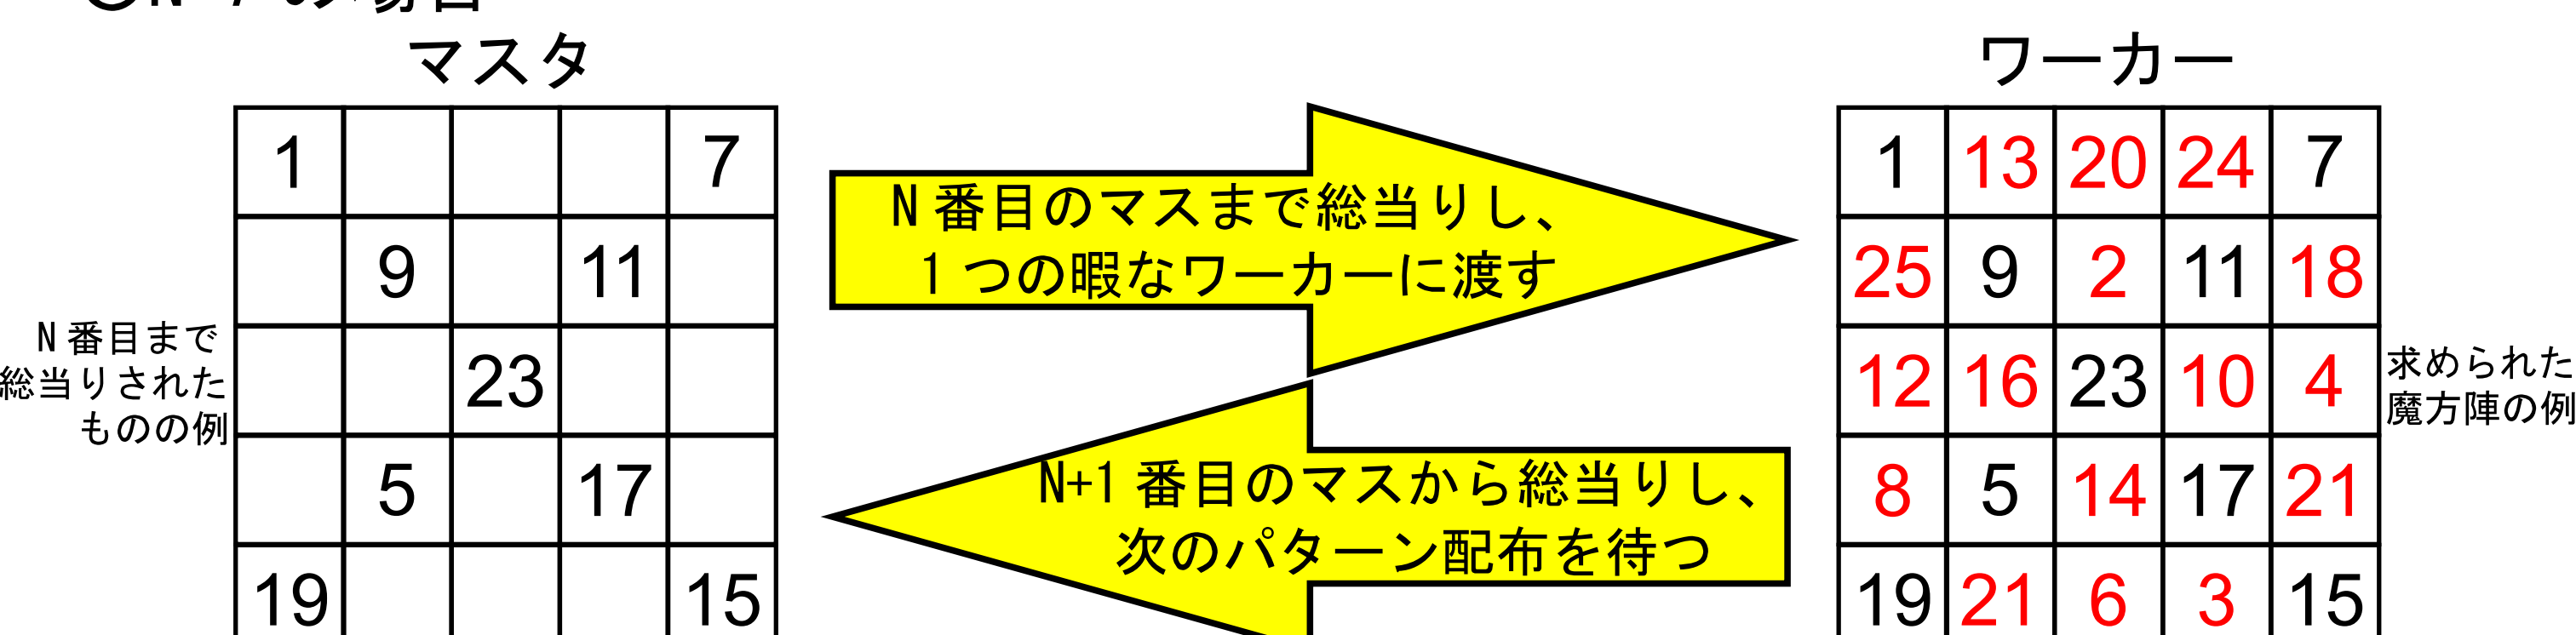 マスタ
ワーカー
1 7
9 11
23
5 17
19 15
N番目まで
総当りされた
ものの例
N番目のマスまで総当りし、
1つの暇なワーカーに渡す
N+1番目のマスから総当りし、
次のパターン配布を待つ
1 13 20 24 7
25 9 2 11 18
12 16 23 10 4
8 5 14 17 21
19 21 6 3 15
求められた
魔方陣の例